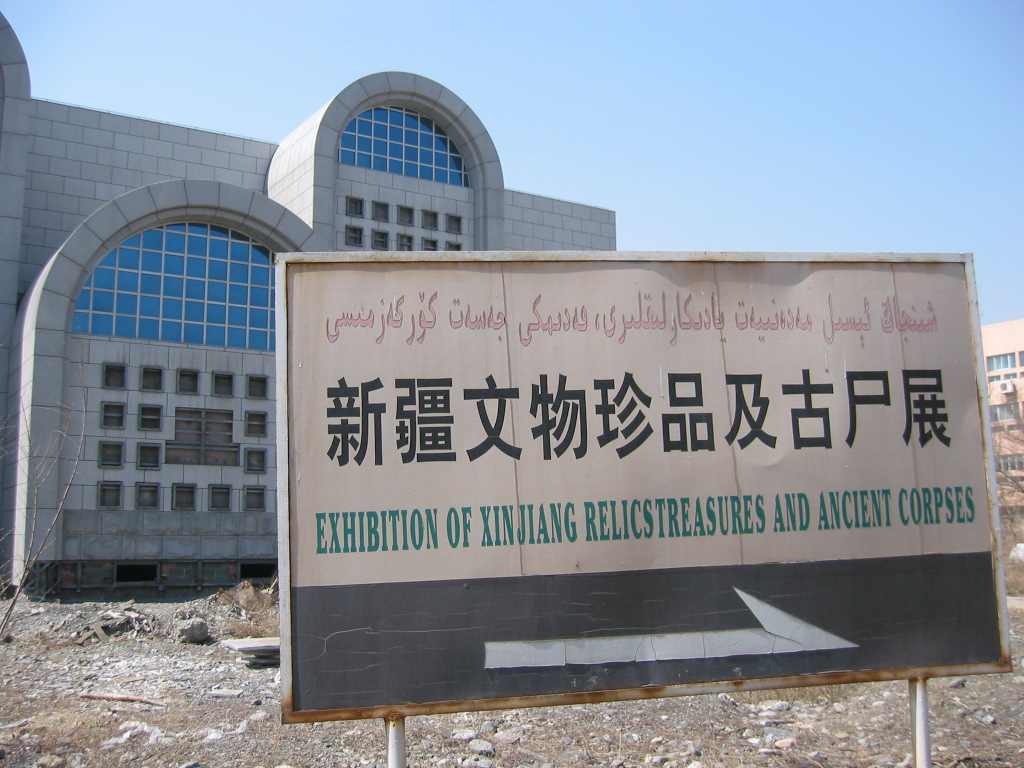 شىنجاڭ ئېسىل مەدەنىيەت يادىكارلىقلىرى، قەدىمكى جەسەت كۆرگەزمىسى
新疆文物珍品及古尸展
EXHIBITION OF XINJIANG RELICSTREASURES AND ANCIENT CORPSES